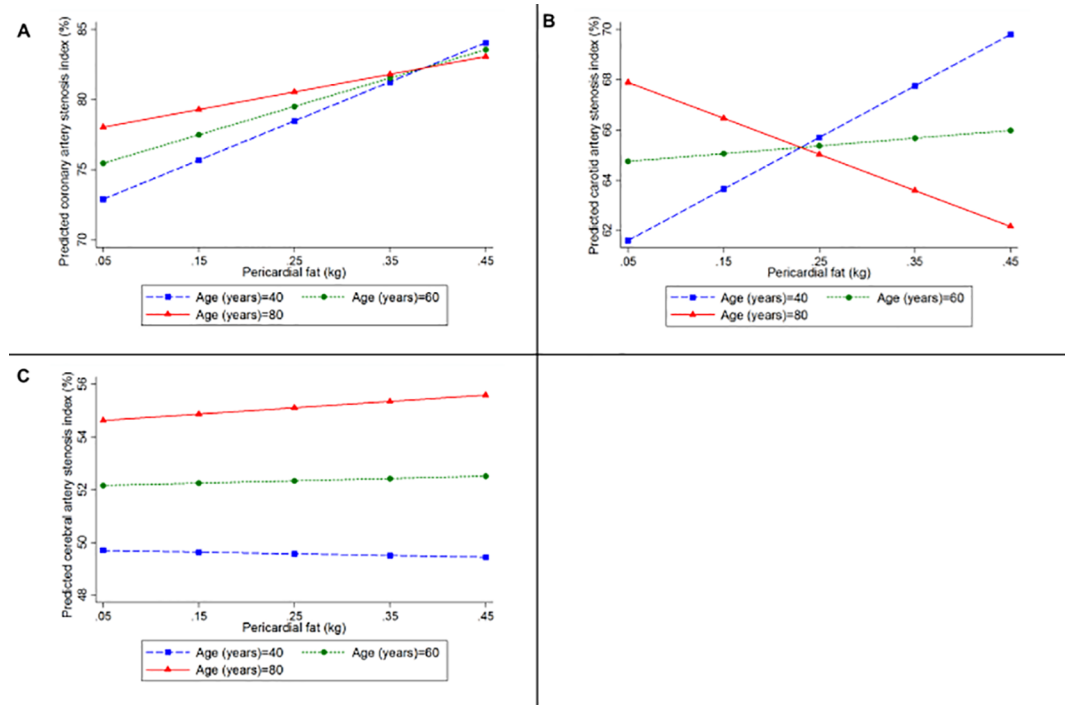 A
Predicted coronary artery stenosis index (%)
85
80
75
70
.05 .15 .25 .35 .45
Pericardial fat (kg)
Age (years)=40 Age (years)=60
Age (years)=80
B
Predicted carotid artery stenosis index (%)
70
68
66
64
62
.05 .15 .25 .35 .45
Pericardial fat (kg)
Age (years)=40 Age (years)=60
Age (years)=80
C
Predicted cerebral artery stenosis index (%)
56
54
52
50
48
.05 .15 .25 .35 .45
Pericardial fat (kg)
Age (years)=40 Age (years)=60
Age (years)=80